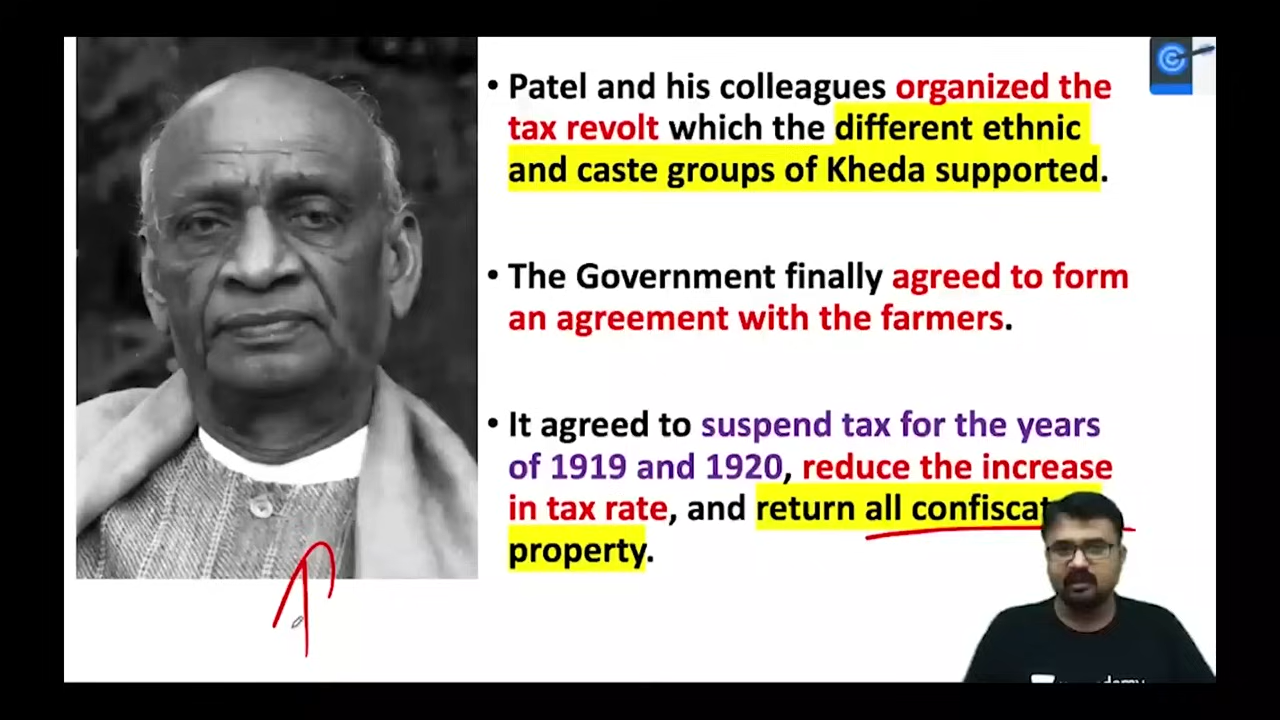 • Patel and his colleagues organized the
tax revolt which the different ethnic
and caste groups of Kheda supported.
• The Government finally agreed to form
an agreement with the farmers.
• It agreed to suspend tax for the years
of 1919 and 1920, reduce the increase
in tax rate, and return all confiscat
property.